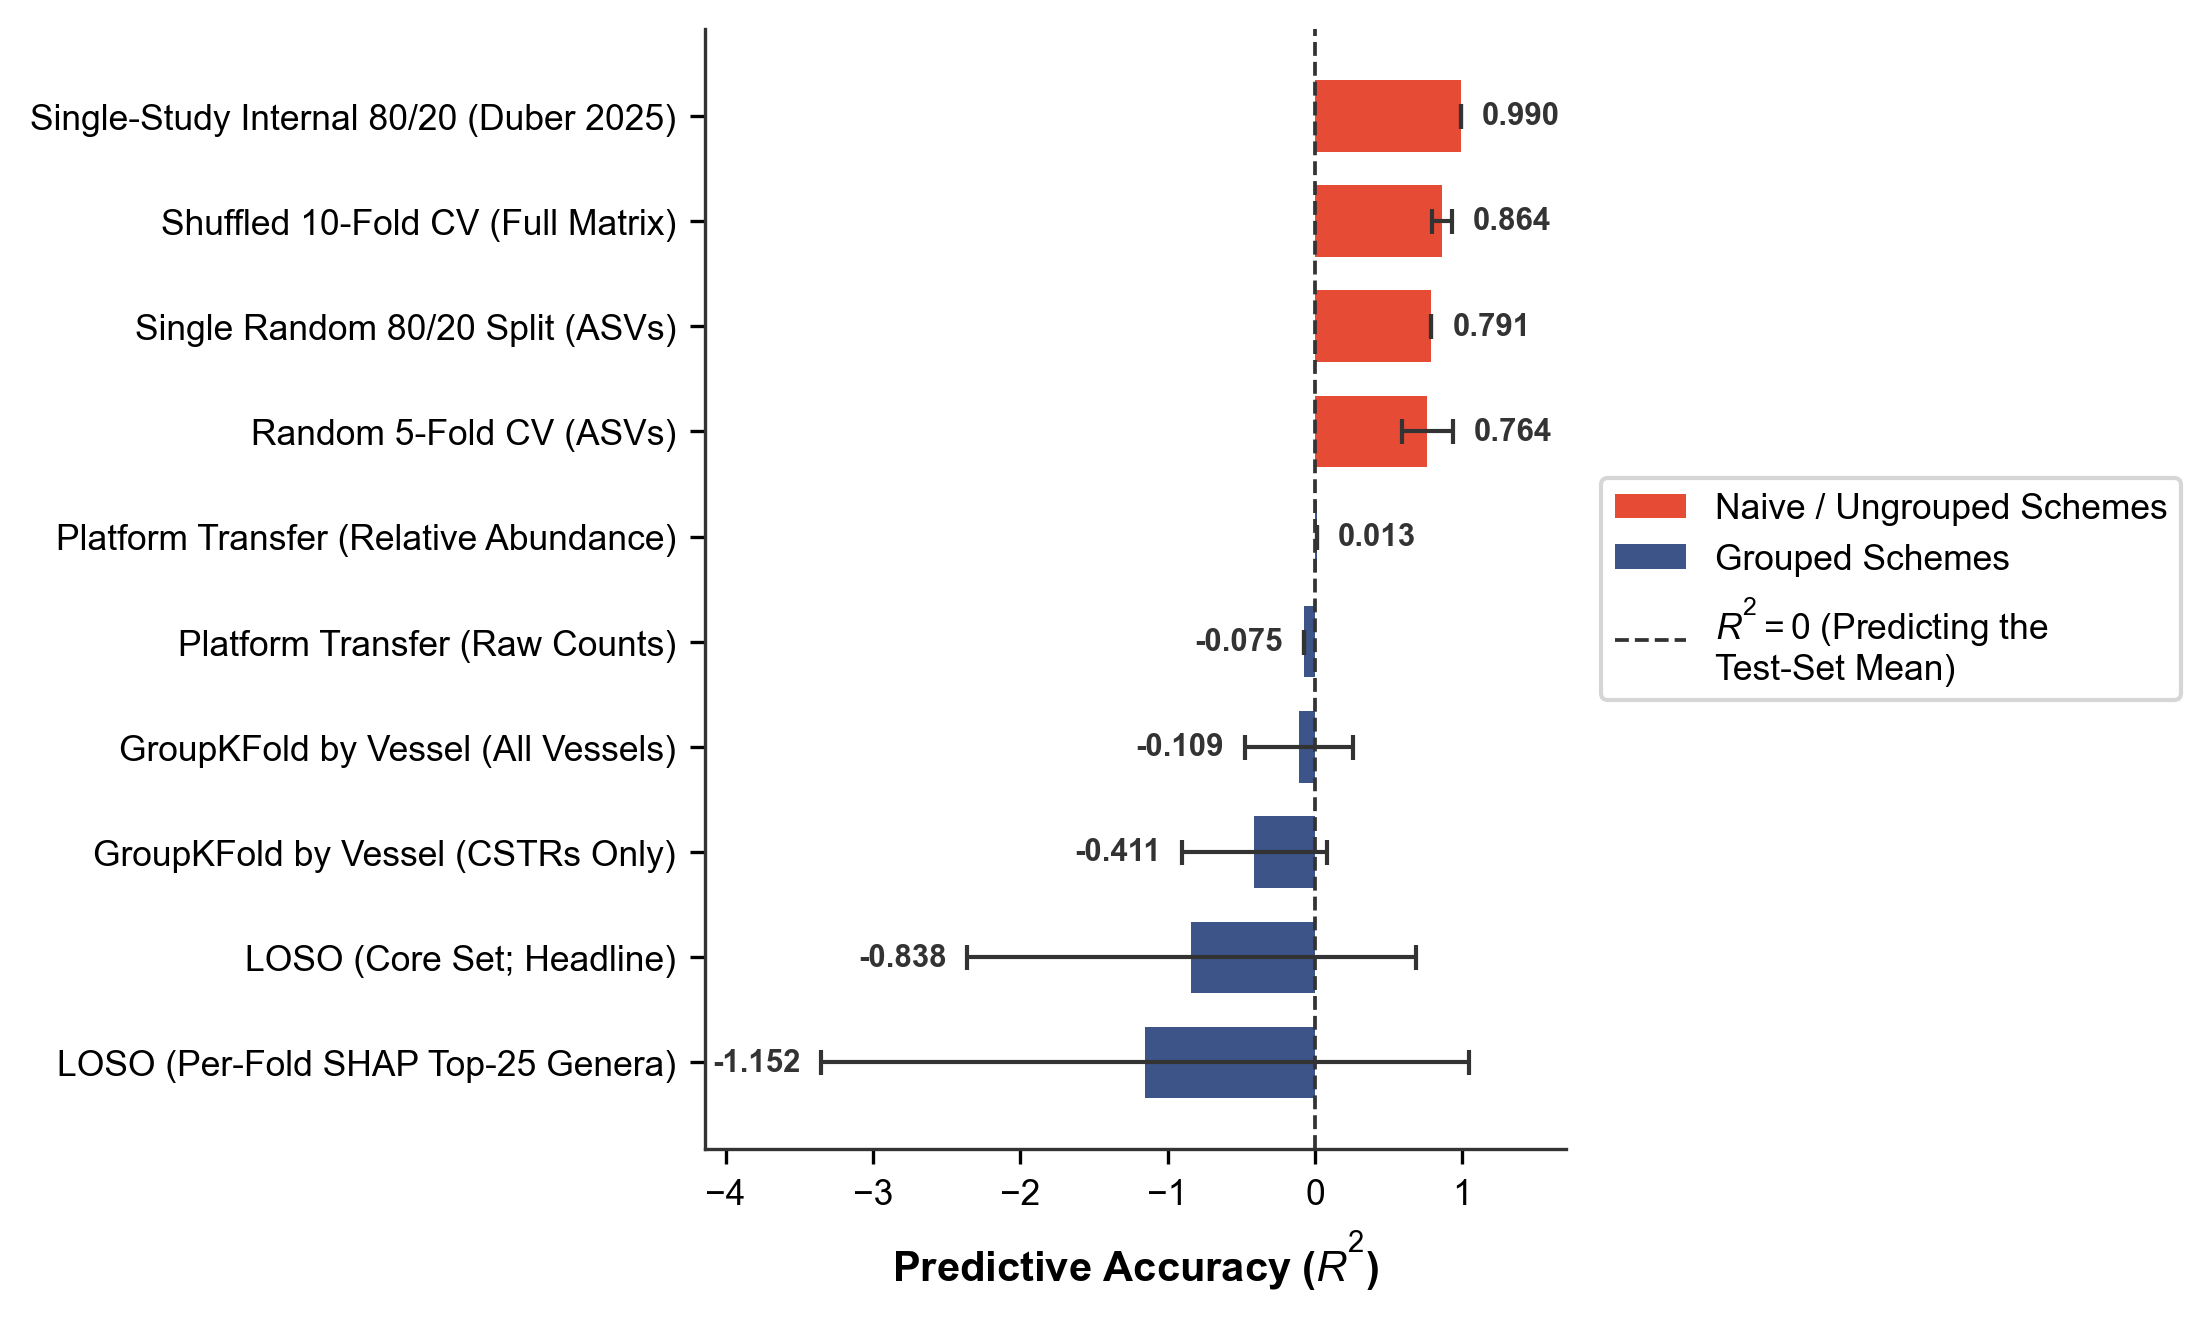 Single-Study Internal 80/20 (Duber 2025)
0.990
Shuffled 10-Fold CV (Full Matrix)
0.864
Single Random 80/20 Split (ASVs)
0.791
Random 5-Fold CV (ASVs)
0.764
Platform Transfer (Relative Abundance)
0.013
Platform Transfer (Raw Counts)
-0.075
GroupKFold by Vessel (All Vessels)
-0.109
GroupKFold by Vessel (CSTRs Only)
-0.411
LOSO (Core Set; Headline)
-0.838
LOSO (Per-Fold SHAP Top-25 Genera)
-1.152
−4 −3 −2 −1 0 1
Predictive Accuracy (R²)
Naive / Ungrouped Schemes
Grouped Schemes
R² = 0 (Predicting the
Test-Set Mean)